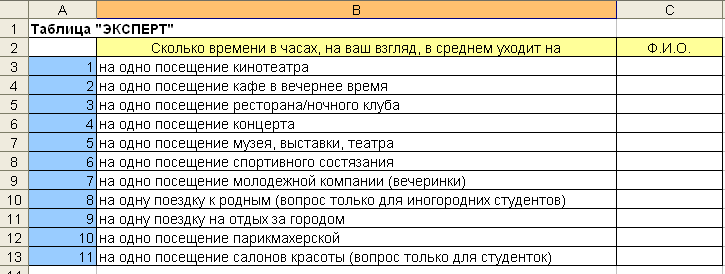 A B C
1 Таблица "ЭКСПЕРТ"
2 Сколько времени в часах, на ваш взгляд, в среднем уходит на Ф.И.О.
3 1 на одно посещение кинотеатра
4 2 на одно посещение кафе в вечернее время
5 3 на одно посещение ресторана/ночного клуба
6 4 на одно посещение концерта
7 5 на одно посещение музея, выставки, театра
8 6 на одно посещение спортивного состязания
9 7 на одно посещение молодежной компании (вечеринки)
10 8 на одну поездку к родным (вопрос только для иногородних студентов)
11 9 на одну поездку на отдых за городом
12 10 на одно посещение парикмахерской
13 11 на одно посещение салонов красоты (вопрос только для студенток)